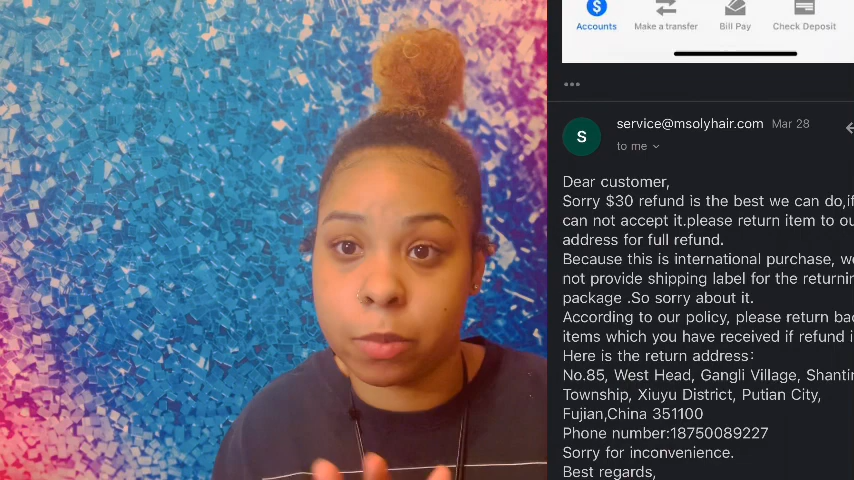 Accounts
Make a transfer
Bill Pay
Check Deposit
S
service@msolyhair.com Mar 28
to me
Dear customer,
Sorry $30 refund is the best we can do,if
can not accept it.please return item to ou
address for full refund.
Because this is international purchase, we
not provide shipping label for the returnin
package .So sorry about it.
According to our policy, please return bac
items which you have received if refund i
Here is the return address:
No.85, West Head, Gangli Village, Shantin
Township, Xiuyu District, Putian City,
Fujian,China 351100
Phone number:18750089227
Sorry for inconvenience.
Best regards,